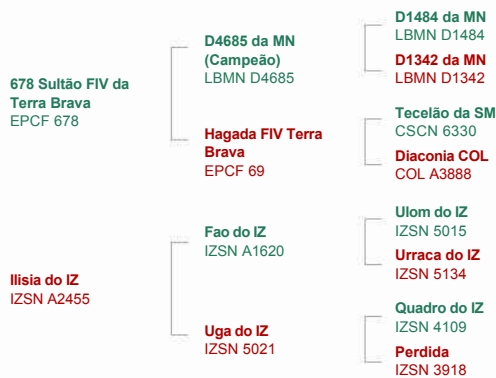 678 Sultão FIV da
Terra Brava
EPCF 678
D4685 da MN
(Campeão)
LBMN D4685
D1484 da MN
LBMN D1484
D1342 da MN
LBMN D1342
Hagada FIV Terra
Brava
EPCF 69
Tecelão da SM
CSCN 6330
Diaconia COL
COL A3888
Ilisia do IZ
IZSN A2455
Fao do IZ
IZSN A1620
Ulom do IZ
IZSN 5015
Urraca do IZ
IZSN 5134
Uga do IZ
IZSN 5021
Quadro do IZ
IZSN 4109
Perdida
IZSN 3918